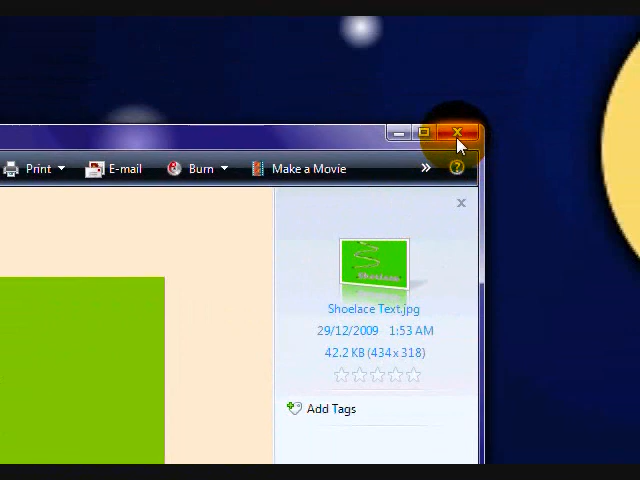 Print E-mail Burn Make a Movie »
Shoelace
Shoelace Text.jpg
29/12/2009 1:53 AM
42.2 KB (434 x 318)
Add Tags